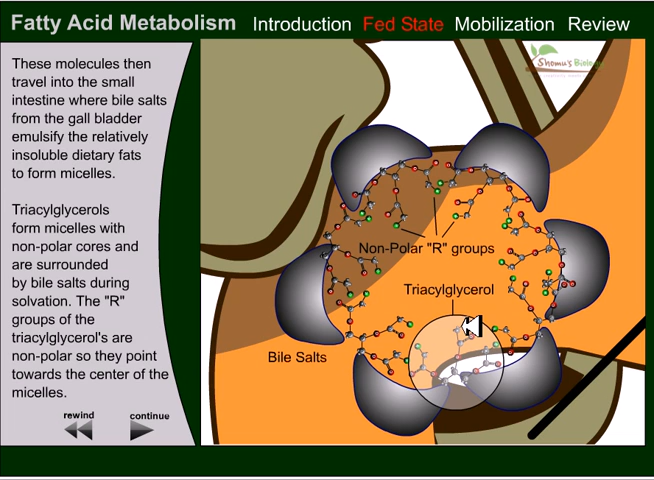 Fatty Acid Metabolism
Introduction Fed State Mobilization Review
These molecules then
travel into the small
intestine where bile salts
from the gall bladder
emulsify the relatively
insoluble dietary fats
to form micelles.
Triacylglycerols
form micelles with
non-polar cores and
are surrounded
by bile salts during
solvation. The "R"
groups of the
triacylglycerol's are
non-polar so they point
towards the center of the
micelles.
rewind
continue
Shomu's Biology
Non-Polar "R" groups
Triacylglycerol
Bile Salts